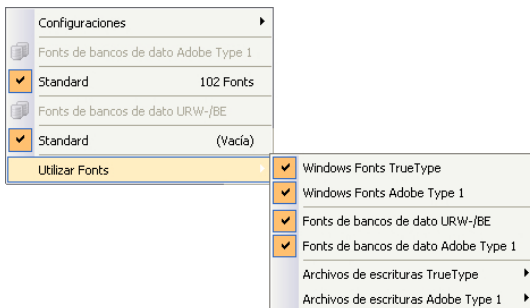 Configuraciones
Fonts de bancos de dato Adobe Type 1
Standard 102 Fonts
Fonts de bancos de dato URW-/BE
Standard (Vacía)
Utilizar Fonts
Windows Fonts TrueType
Windows Fonts Adobe Type 1
Fonts de bancos de dato URW-/BE
Fonts de bancos de dato Adobe Type 1
Archivos de escrituras TrueType
Archivos de escrituras Adobe Type 1